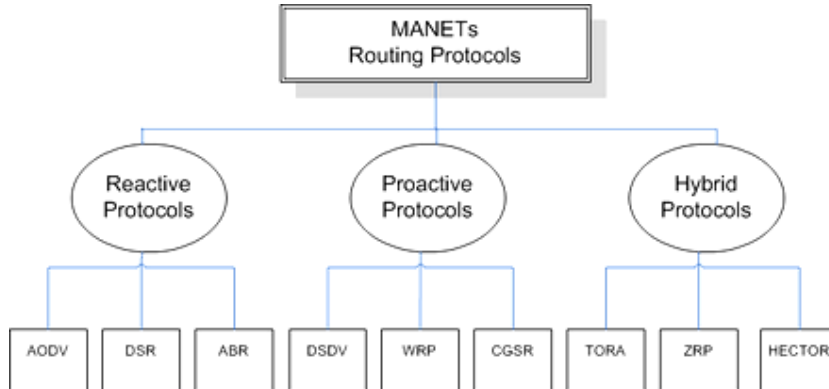 MANETs
Routing Protocols
Reactive
Protocols
Proactive
Protocols
Hybrid
Protocols
AODV
DSR
ABR
DSDV
WRP
CGSR
TORA
ZRP
HECTOR